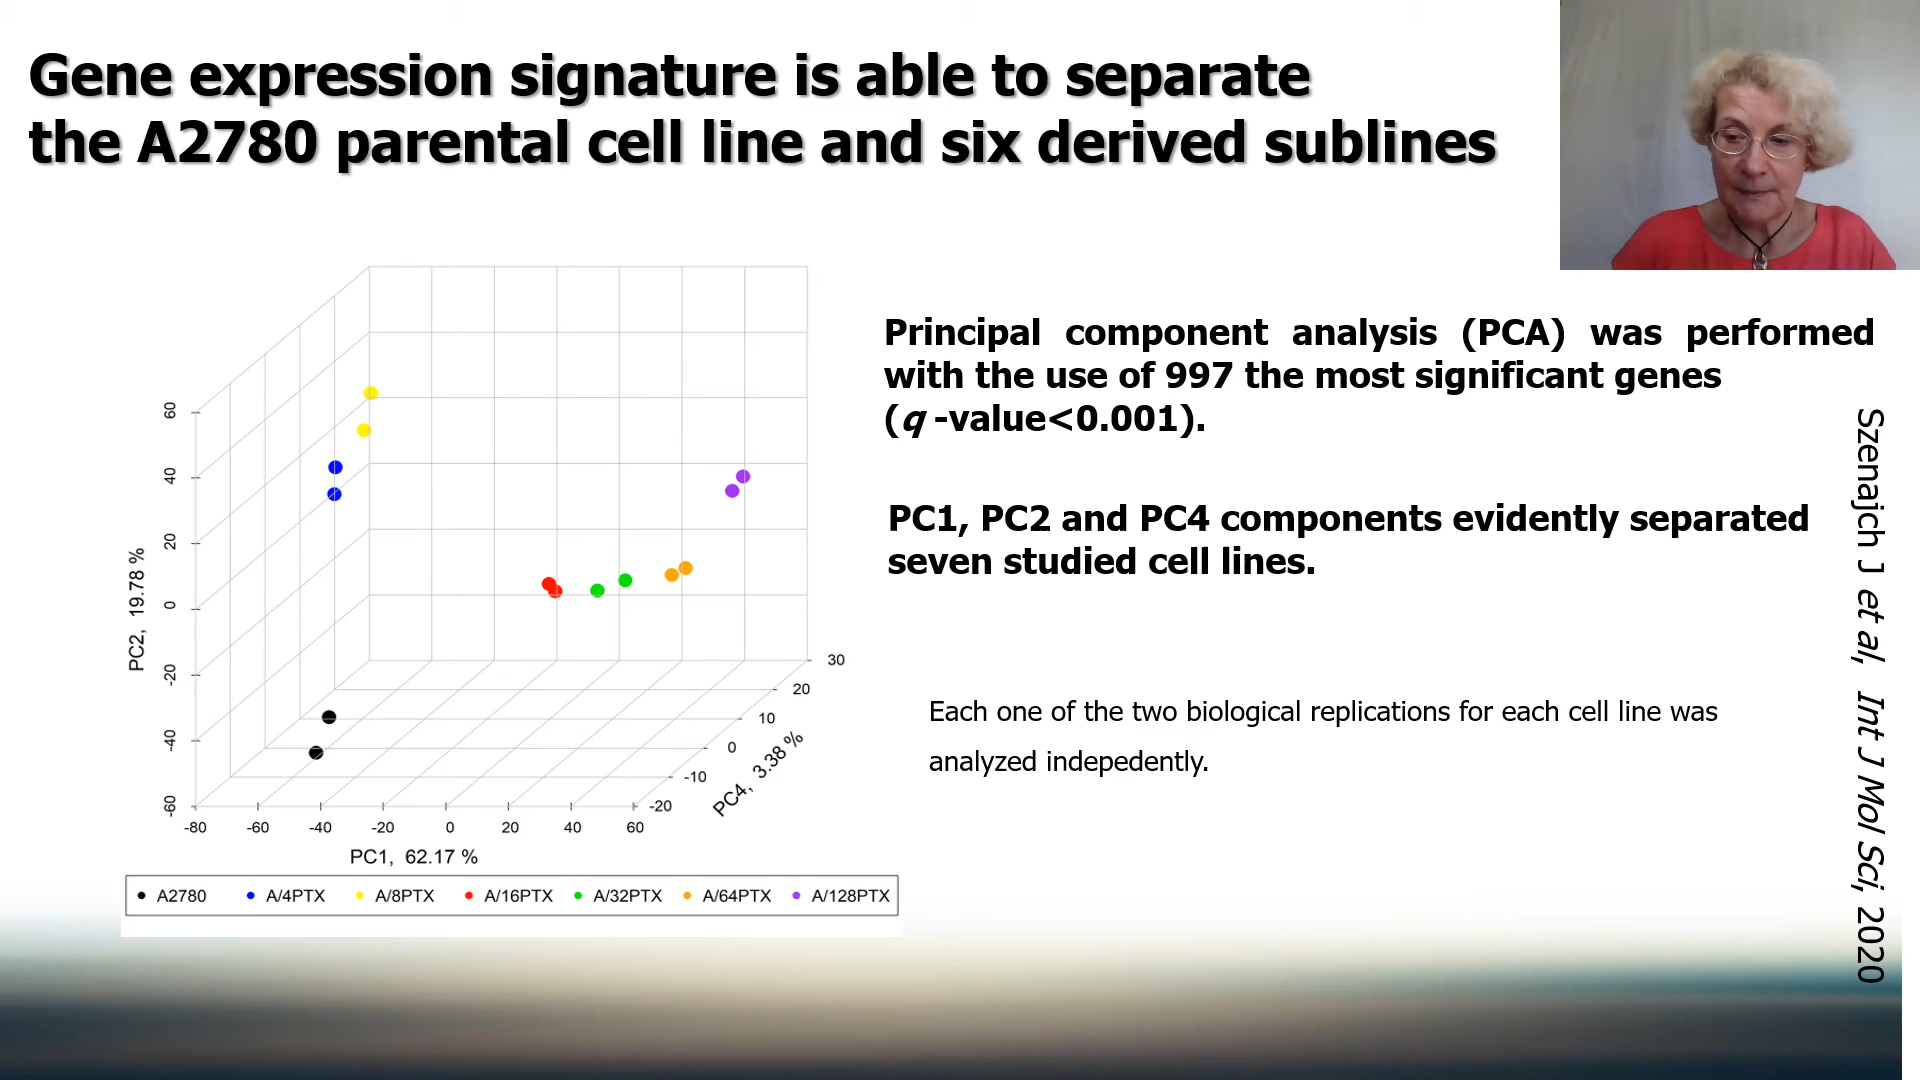 Gene expression signature is able to separate
the A2780 parental cell line and six derived sublines
Principal component analysis (PCA) was performed
with the use of 997 the most significant genes
(q -value<0.001).
PC1, PC2 and PC4 components evidently separated
seven studied cell lines.
Each one of the two biological replications for each cell line was
analyzed indepedently.
Szenajch J et al, Int J Mol Sci, 2020
PC2, 19.78 %
60
40
20
0
-20
-40
-60
-80 -60 -40 -20 0 20 40 60
PC1, 62.17 %
30
20
10
0
-10
-20
PC4, 3.38 %
A2780 A/4PTX A/8PTX A/16PTX A/32PTX A/64PTX A/128PTX